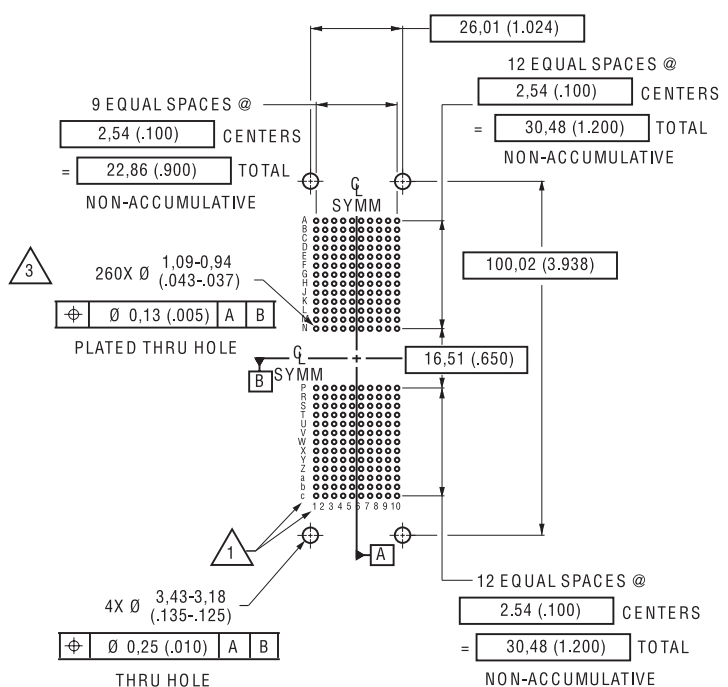 26,01 (1.024)
12 EQUAL SPACES @
2,54 (.100) CENTERS
= 30,48 (1.200) TOTAL
NON-ACCUMULATIVE
9 EQUAL SPACES @
2,54 (.100) CENTERS
= 22,86 (.900) TOTAL
NON-ACCUMULATIVE
CL
SYMM
A
B
C
D
E
F
G
H
J
K
L
N
3
260X Ø 1,09-0,94
(.043-.037)
Ø 0,13 (.005) A B
PLATED THRU HOLE
100,02 (3.938)
16,51 (.650)
CL
SYMM
B
P
R
S
T
U
V
W
X
Y
Z
a
b
c
1 2 3 4 5 6 7 8 9 10
1
A
4X Ø 3,43-3,18
(.135-.125)
Ø 0,25 (.010) A B
THRU HOLE
12 EQUAL SPACES @
2.54 (.100) CENTERS
= 30,48 (1.200) TOTAL
NON-ACCUMULATIVE